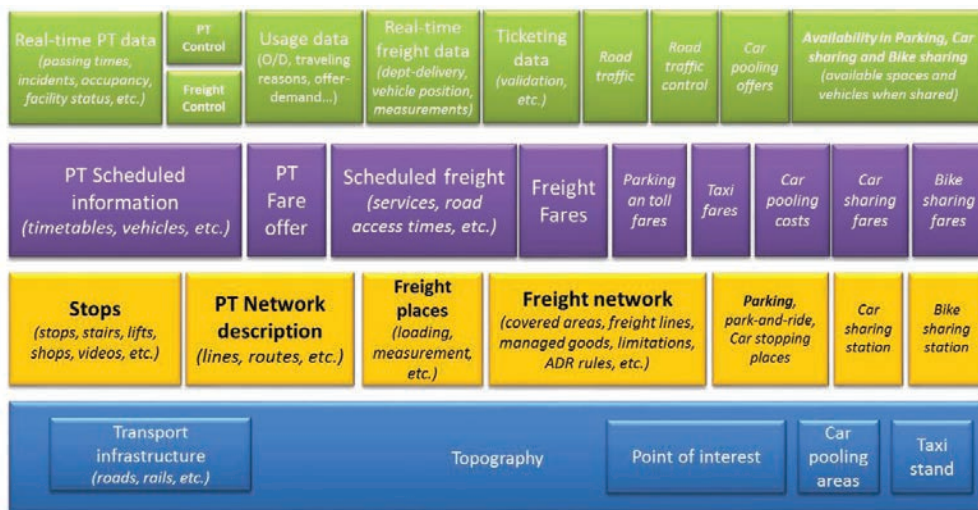 Real-time PT data
(passing times,
incidents, occupancy,
facility status, etc.)
PT
Control
Freight
Control
Usage data
(O/D, traveling
reasons, offer-
demand...)
Real-time
freight data
(dept-delivery,
vehicle position,
measurements)
Ticketing
data
(validation,
etc.)
Road
traffic
Road
traffic
control
Car
pooling
offers
Availability in Parking, Car
sharing and Bike sharing
(available spaces and
vehicles when shared)
PT Scheduled
information
(timetables, vehicles, etc.)
PT
Fare
offer
Scheduled freight
(services, road
access times, etc.)
Freight
Fares
Parking
an toll
fares
Taxi
fares
Car
pooling
costs
Car
sharing
fares
Bike
sharing
fares
Stops
(stops, stairs, lifts,
shops, videos, etc.)
PT Network
description
(lines, routes, etc.)
Freight
places
(loading,
measurement,
etc.)
Freight network
(covered areas, freight lines,
managed goods, limitations,
ADR rules, etc.)
Parking,
park-and-ride,
Car stopping
places
Car
sharing
station
Bike
sharing
station
Transport
infrastructure
(roads, rails, etc.)
Topography
Point of interest
Car
pooling
areas
Taxi
stand